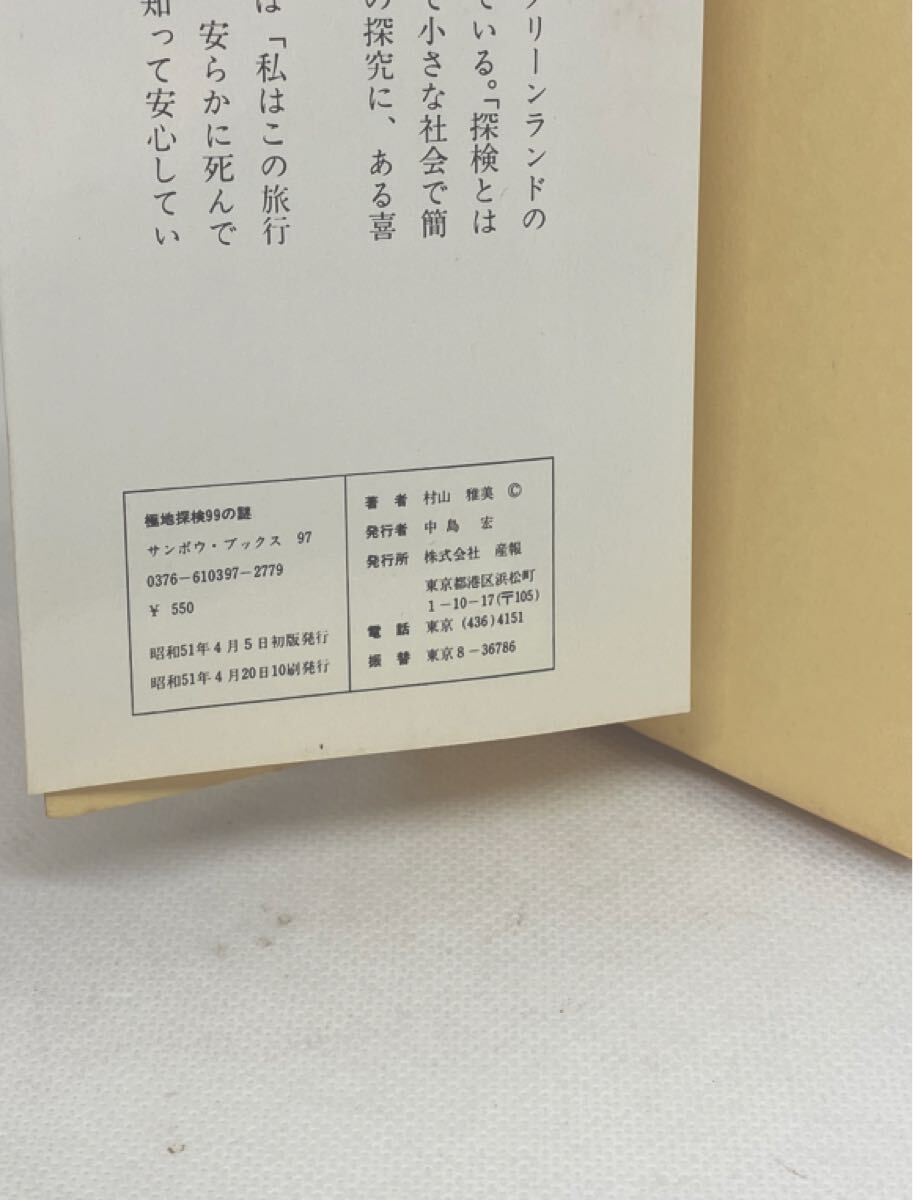 リーンランドの
ている。「探検とは
で小さな社会で簡
の探究に、ある喜
は「私はこの旅行
安らかに死んで
知って安心してい
極地探検99の謎
サンポウ・ブックス 97
0376-610397-2779
¥ 550
昭和51年4月5日初版発行
昭和51年4月20日10刷発行
著者 村山 雅美 ©
発行者 中島 宏
発行所 株式会社 産報
東京都港区浜松町
1-10-17(〒105)
電話 東京 (436) 4151
振替 東京 8-36786